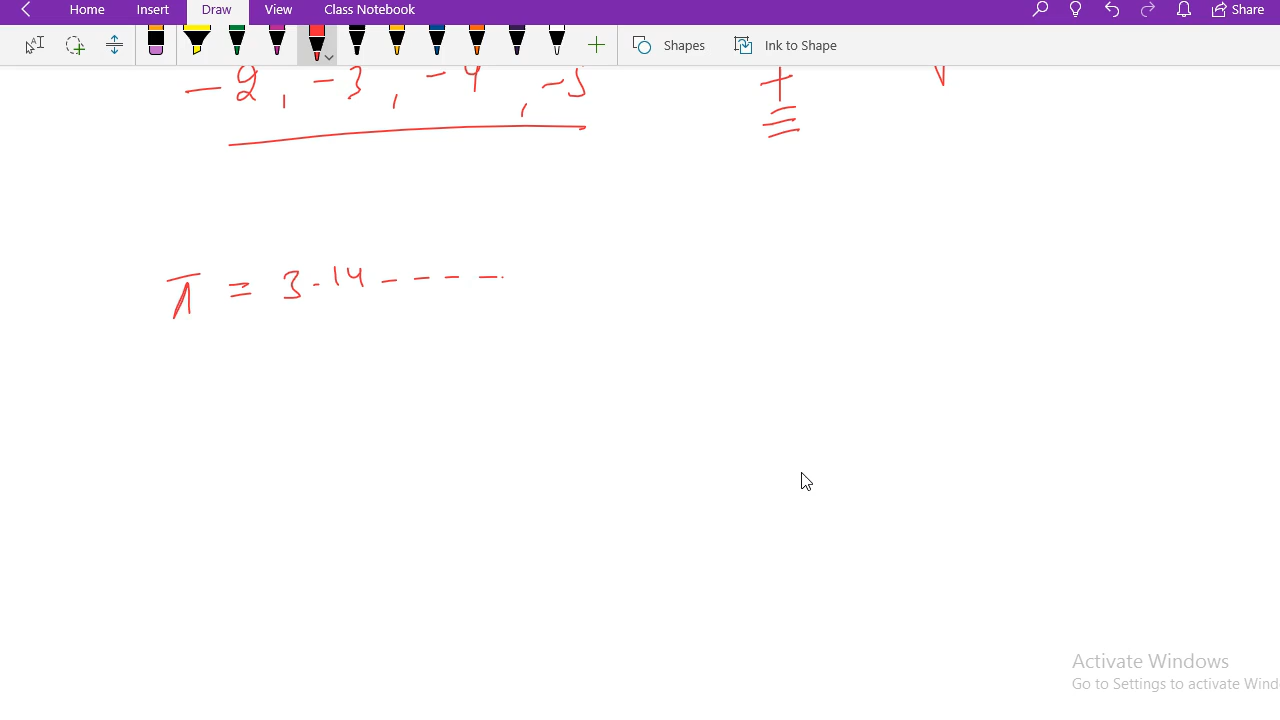 Home Insert Draw View Class Notebook Share
Shapes Ink to Shape
-2, -3, -4, -5 +
π = 3.14 - - - -
Activate Windows
Go to Settings to activate Wind